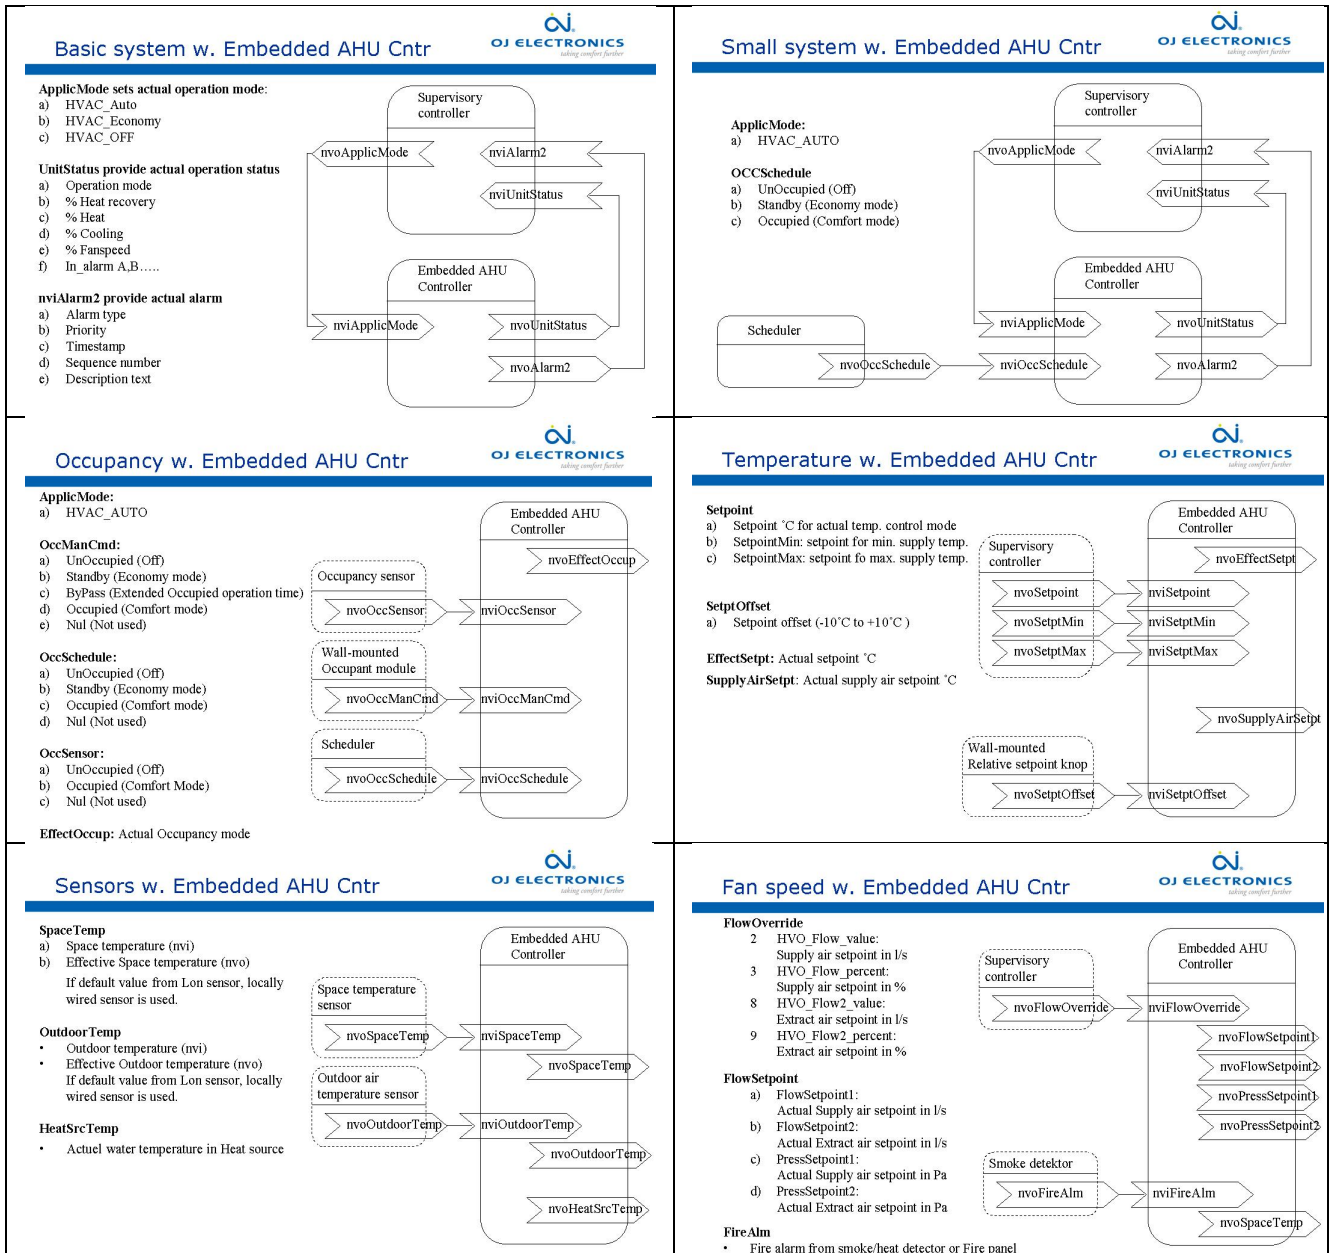 Basic system w. Embedded AHU Cntr
OJ ELECTRONICS
taking comfort further
ApplicMode sets actual operation mode:
a) HVAC_Auto
b) HVAC_Economy
c) HVAC_OFF
UnitStatus provide actual operation status
a) Operation mode
b) % Heat recovery
c) % Heat
d) % Cooling
e) % Fanspeed
f) In_alarm A,B…..
nviAlarm2 provide actual alarm
a) Alarm type
b) Priority
c) Timestamp
d) Sequence number
e) Description text
Supervisory
controller
nvoApplicMode
nviAlarm2
nviUnitStatus
Embedded AHU
Controller
nviApplicMode
nvoUnitStatus
nvoAlarm2
Small system w. Embedded AHU Cntr
OJ ELECTRONICS
taking comfort further
ApplicMode:
a) HVAC_AUTO
OCCSchedule
a) UnOccupied (Off)
b) Standby (Economy mode)
c) Occupied (Comfort mode)
Supervisory
controller
nvoApplicMode
nviAlarm2
nviUnitStatus
Embedded AHU
Controller
nviApplicMode
nvoUnitStatus
Scheduler
nvoOccSchedule
nviOccSchedule
nvoAlarm2
Occupancy w. Embedded AHU Cntr
OJ ELECTRONICS
taking comfort further
ApplicMode:
a) HVAC_AUTO
OccManCmd:
a) UnOccupied (Off)
b) Standby (Economy mode)
c) ByPass (Extended Occupied operation time)
d) Occupied (Comfort mode)
e) Nul (Not used)
OccSchedule:
a) UnOccupied (Off)
b) Standby (Economy mode)
c) Occupied (Comfort mode)
d) Nul (Not used)
OccSensor:
a) UnOccupied (Off)
b) Occupied (Comfort Mode)
c) Nul (Not used)
EffectOccup: Actual Occupancy mode
Embedded AHU
Controller
nvoEffectOccup
Occupancy sensor
nvoOccSensor
nviOccSensor
Wall-mounted
Occupant module
nvoOccManCmd
nviOccManCmd
Scheduler
nvoOccSchedule
nviOccSchedule
Temperature w. Embedded AHU Cntr
OJ ELECTRONICS
taking comfort further
Setpoint
a) Setpoint ˚C for actual temp. control mode
b) SetpointMin: setpoint for min. supply temp.
c) SetpointMax: setpoint fo max. supply temp.
SetptOffset
a) Setpoint offset (-10˚C to +10˚C )
EffectSetpt: Actual setpoint ˚C
SupplyAirSetpt: Actual supply air setpoint ˚C
Embedded AHU
Controller
nvoEffectSetpt
Supervisory
controller
nvoSetpoint
nviSetpoint
nvoSetptMin
nviSetptMin
nvoSetptMax
nviSetptMax
nvoSupplyAirSetpt
Wall-mounted
Relative setpoint knop
nvoSetptOffset
nviSetptOffset
Sensors w. Embedded AHU Cntr
OJ ELECTRONICS
taking comfort further
SpaceTemp
a) Space temperature (nvi)
b) Effective Space temperature (nvo)
If default value from Lon sensor, locally
wired sensor is used.
OutdoorTemp
• Outdoor temperature (nvi)
• Effective Outdoor temperature (nvo)
If default value from Lon sensor, locally
wired sensor is used.
HeatSrcTemp
• Actuel water temperature in Heat source
Embedded AHU
Controller
Space temperature
sensor
nvoSpaceTemp
nviSpaceTemp
nvoSpaceTemp
Outdoor air
temperature sensor
nvoOutdoorTemp
nviOutdoorTemp
nvoOutdoorTemp
nvoHeatSrcTemp
Fan speed w. Embedded AHU Cntr
OJ ELECTRONICS
taking comfort further
FlowOverride
2 HVO_Flow_value:
Supply air setpoint in l/s
3 HVO_Flow_percent:
Supply air setpoint in %
8 HVO_Flow2_value:
Extract air setpoint in l/s
9 HVO_Flow2_percent:
Extract air setpoint in %
FlowSetpoint
a) FlowSetpoint1:
Actual Supply air setpoint in l/s
b) FlowSetpoint2:
Actual Extract air setpoint in l/s
c) PressSetpoint1:
Actual Supply air setpoint in Pa
d) PressSetpoint2:
Actual Extract air setpoint in Pa
FireAlm
• Fire alarm from smoke/heat detector or Fire panel
Embedded AHU
Controller
Supervisory
controller
nvoFlowOverride
nviFlowOverride
nvoFlowSetpoint1
nvoFlowSetpoint2
nvoPressSetpoint1
nvoPressSetpoint2
Smoke detektor
nvoFireAlm
nviFireAlm
nvoSpaceTemp